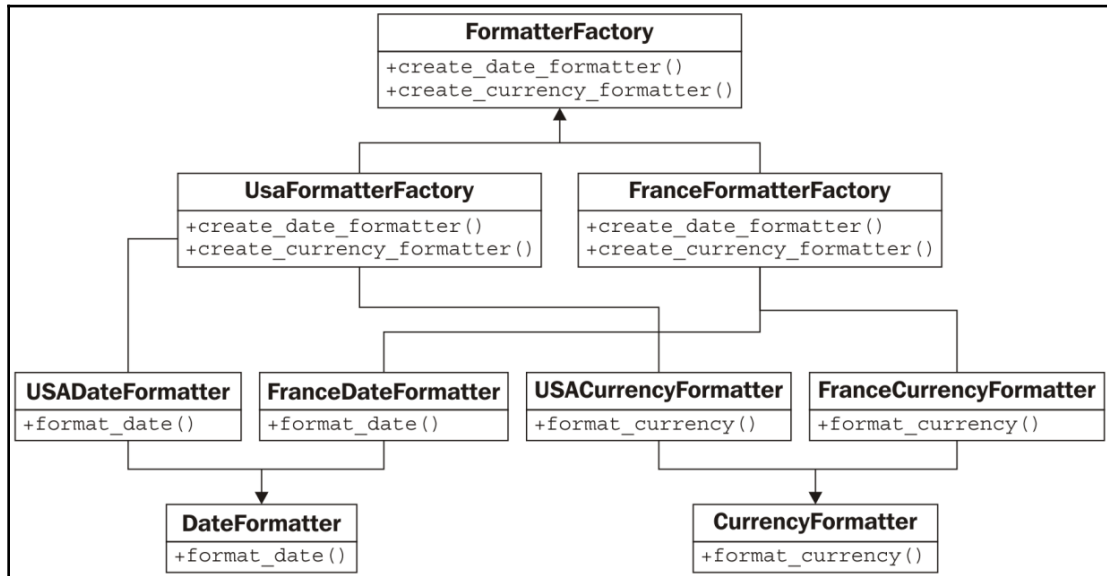 FormatterFactory
+create_date_formatter()
+create_currency_formatter()
UsaFormatterFactory
+create_date_formatter()
+create_currency_formatter()
FranceFormatterFactory
+create_date_formatter()
+create_currency_formatter()
USADateFormatter
+format_date()
FranceDateFormatter
+format_date()
USACurrencyFormatter
+format_currency()
FranceCurrencyFormatter
+format_currency()
DateFormatter
+format_date()
CurrencyFormatter
+format_currency()